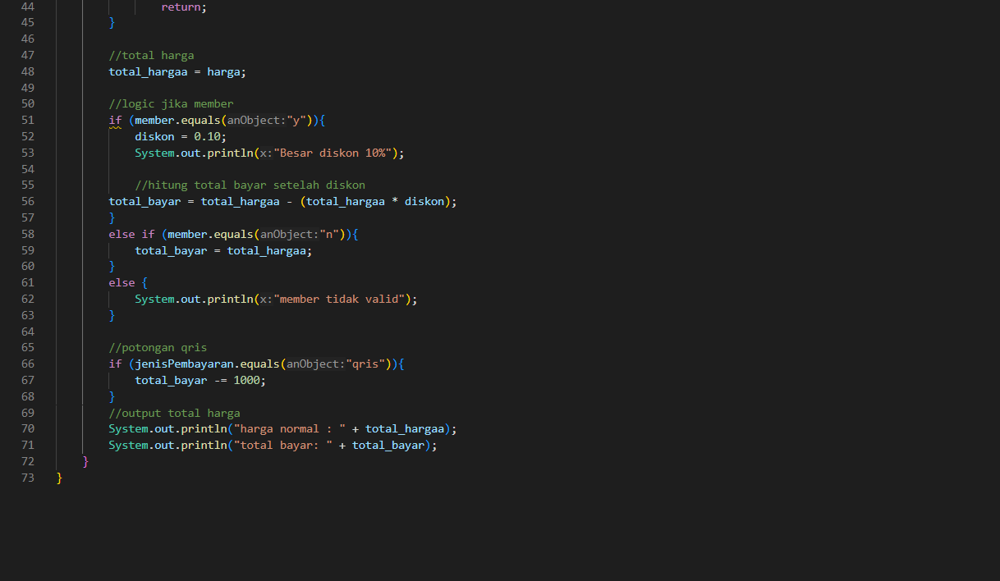 44 return;
45 }
46
47 //total harga
48 total_hargaa = harga;
49
50 //logic jika member
51 if (member.equals(anObject:"y")){
52 diskon = 0.10;
53 System.out.println(x:"Besar diskon 10%");
54
55 //hitung total bayar setelah diskon
56 total_bayar = total_hargaa - (total_hargaa * diskon);
57 }
58 else if (member.equals(anObject:"n")){
59 total_bayar = total_hargaa;
60 }
61 else {
62 System.out.println(x:"member tidak valid");
63 }
64
65 //potongan qris
66 if (jenisPembayaran.equals(anObject:"qris")){
67 total_bayar -= 1000;
68 }
69 //output total harga
70 System.out.println("harga normal : " + total_hargaa);
71 System.out.println("total bayar: " + total_bayar);
72 }
73 }